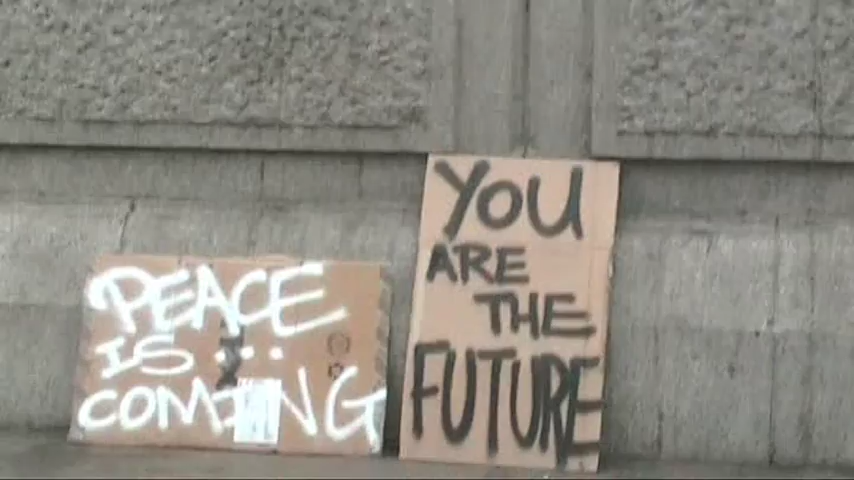 PEACE
IS...
COMING
YOU
ARE
THE
FUTURE